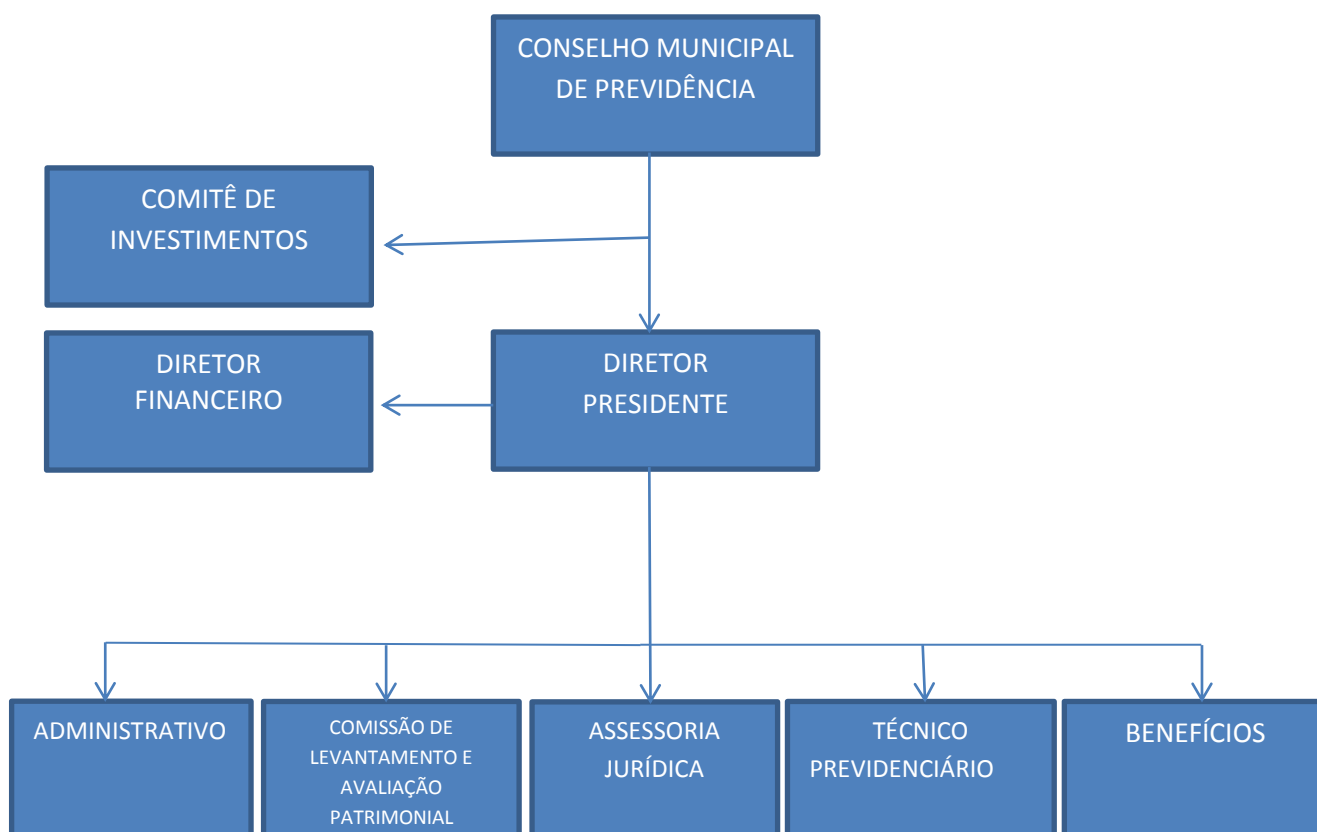 CONSELHO MUNICIPAL
DE PREVIDÊNCIA
COMITÊ DE
INVESTIMENTOS
DIRETOR
FINANCEIRO
DIRETOR
PRESIDENTE
ADMINISTRATIVO
COMISSÃO DE
LEVANTAMENTO E
AVALIAÇÃO
PATRIMONIAL
ASSESSORIA
JURÍDICA
TÉCNICO
PREVIDENCIÁRIO
BENEFÍCIOS